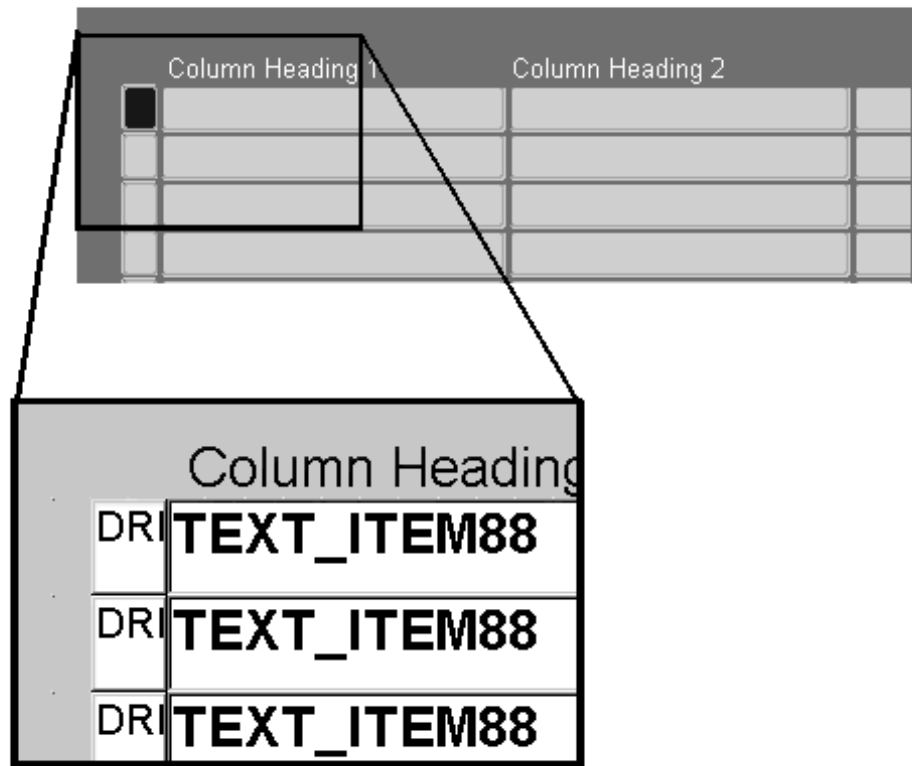 Column Heading 1 Column Heading 2
Column Heading
DRI TEXT_ITEM88
DRI TEXT_ITEM88
DRI TEXT_ITEM88